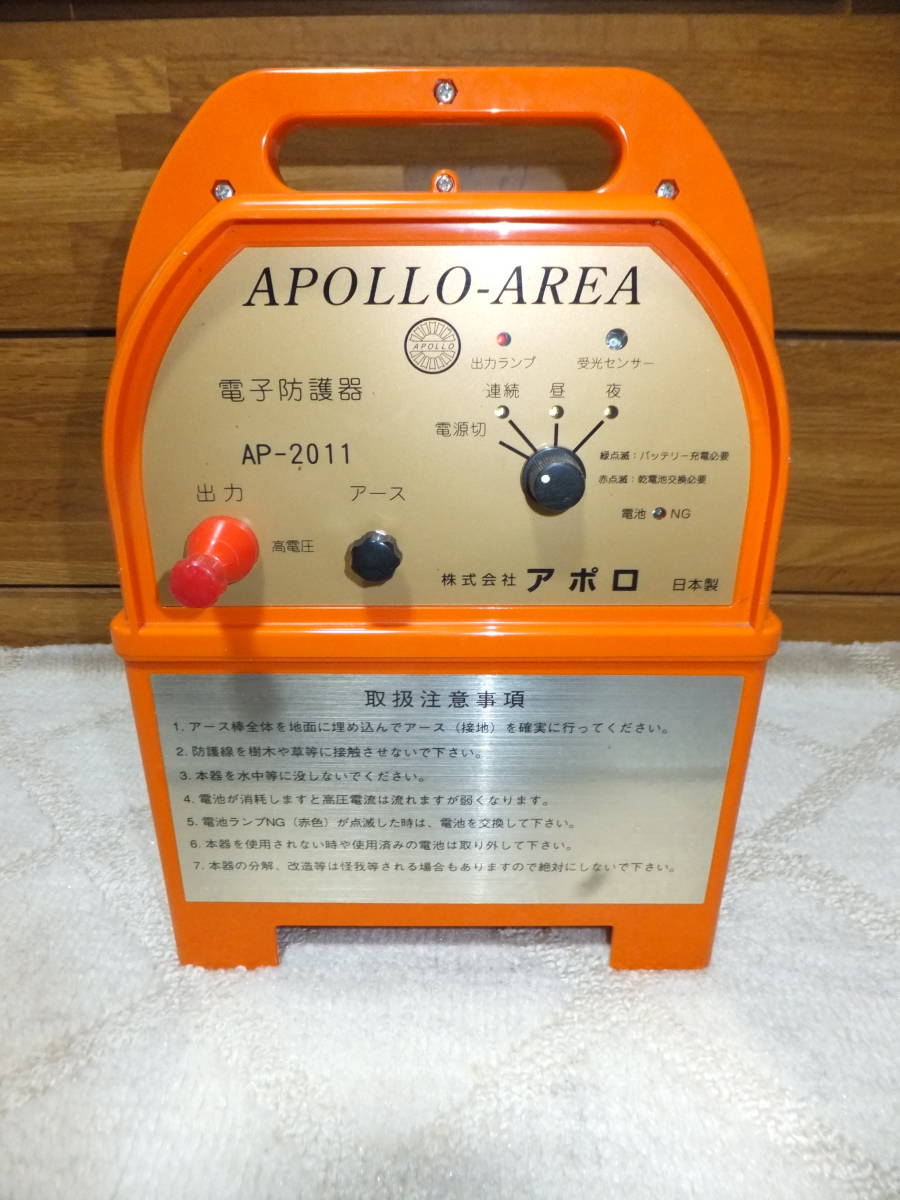 APOLLO-AREA
APOLLO
出力ランプ 受光センサー
電子防護器
連続 昼 夜
電源切
AP-2011
緑点滅：バッテリー充電必要
赤点滅：乾電池交換必要
出力 アース
電池 NG
高電圧
株式会社 アポロ 日本製
取扱注意事項
1. アース棒全体を地面に埋め込んでアース（接地）を確実に行ってください。
2. 防護線を樹木や草等に接触させないで下さい。
3. 本器を水中等に没しないでください。
4. 電池が消耗しますと高圧電流は流れますが弱くなります。
5. 電池ランプNG（赤色）が点滅した時は、電池を交換して下さい。
6. 本器を使用されない時や使用済みの電池は取り外して下さい。
7. 本器の分解、改造等は怪我等される場合もありますので絶対にしないで下さい。